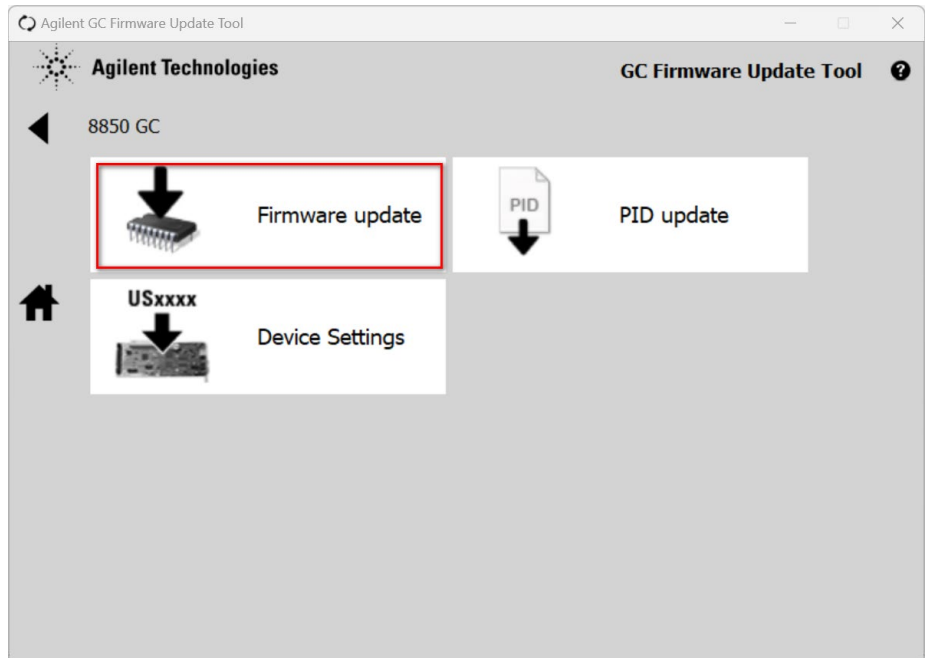 Agilent GC Firmware Update Tool
Agilent Technologies
GC Firmware Update Tool
?
8850 GC
Firmware update
PID
PID update
USxxxx
Device Settings